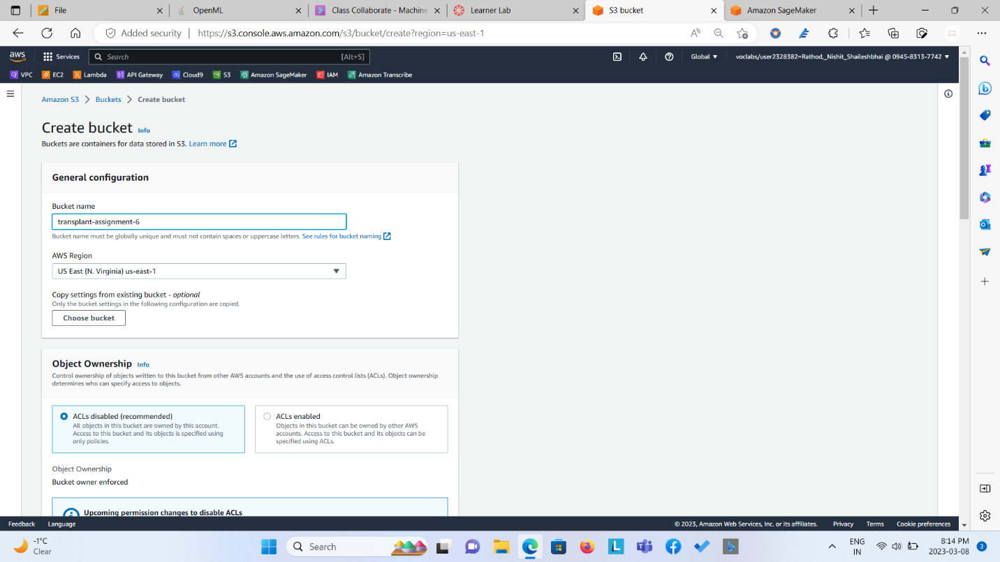 File
OpenML
Class Collaborate - Machine
Learner Lab
S3 bucket
Amazon SageMaker
Added security
https://s3.console.aws.amazon.com/s3/bucket/create?region=us-east-1
aws
Services
Search
[Alt+S]
Global
voclabs/user2328382=Rathod,_Nishit_Shaileshbhai @ 0945-8313-7742
VPC
EC2
Lambda
API Gateway
Cloud9
S3
Amazon SageMaker
IAM
Amazon Transcribe
Amazon S3
Buckets
Create bucket
Create bucket Info
Buckets are containers for data stored in S3. Learn more
General configuration
Bucket name
transplant-assignment-6
Bucket name must be globally unique and must not contain spaces or uppercase letters. See rules for bucket naming
AWS Region
US East (N. Virginia) us-east-1
Copy settings from existing bucket - optional
Only the bucket settings in the following configuration are copied.
Choose bucket
Object Ownership Info
Control ownership of objects written to this bucket from other AWS accounts and the use of access control lists (ACLs). Object ownership
determines who can specify access to objects.
ACLs disabled (recommended)
All objects in this bucket are owned by this account.
Access to this bucket and its objects is specified using
only policies.
ACLs enabled
Objects in this bucket can be owned by other AWS
accounts. Access to this bucket and its objects can be
specified using ACLs.
Object Ownership
Bucket owner enforced
Upcoming permission changes to disable ACLs
Feedback
Language
© 2023, Amazon Web Services, Inc. or its affiliates.
Privacy
Terms
Cookie preferences
-1°C
Clear
Search
ENG
IN
8:14 PM
2023-03-08
3